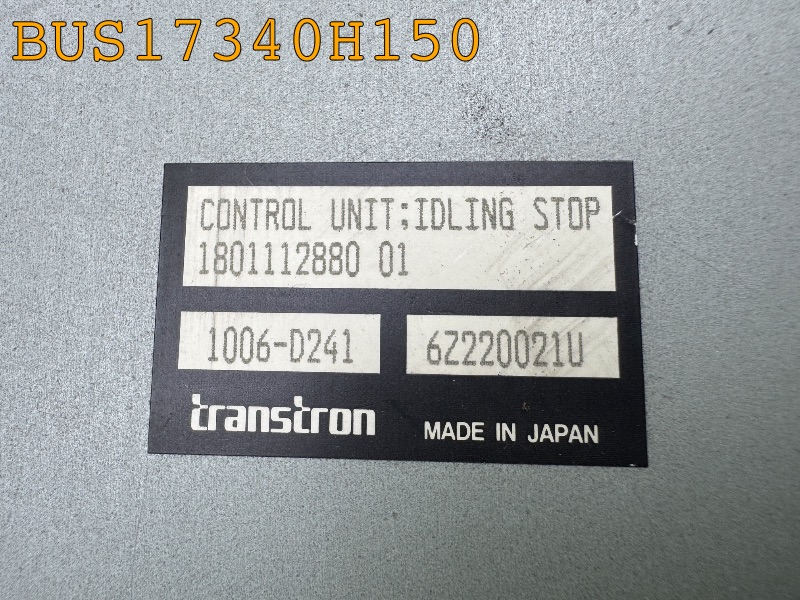 BUS17340H150
CONTROL UNIT;IDLING STOP
1801112880 01
1006-D241 6Z220021U
transtron MADE IN JAPAN